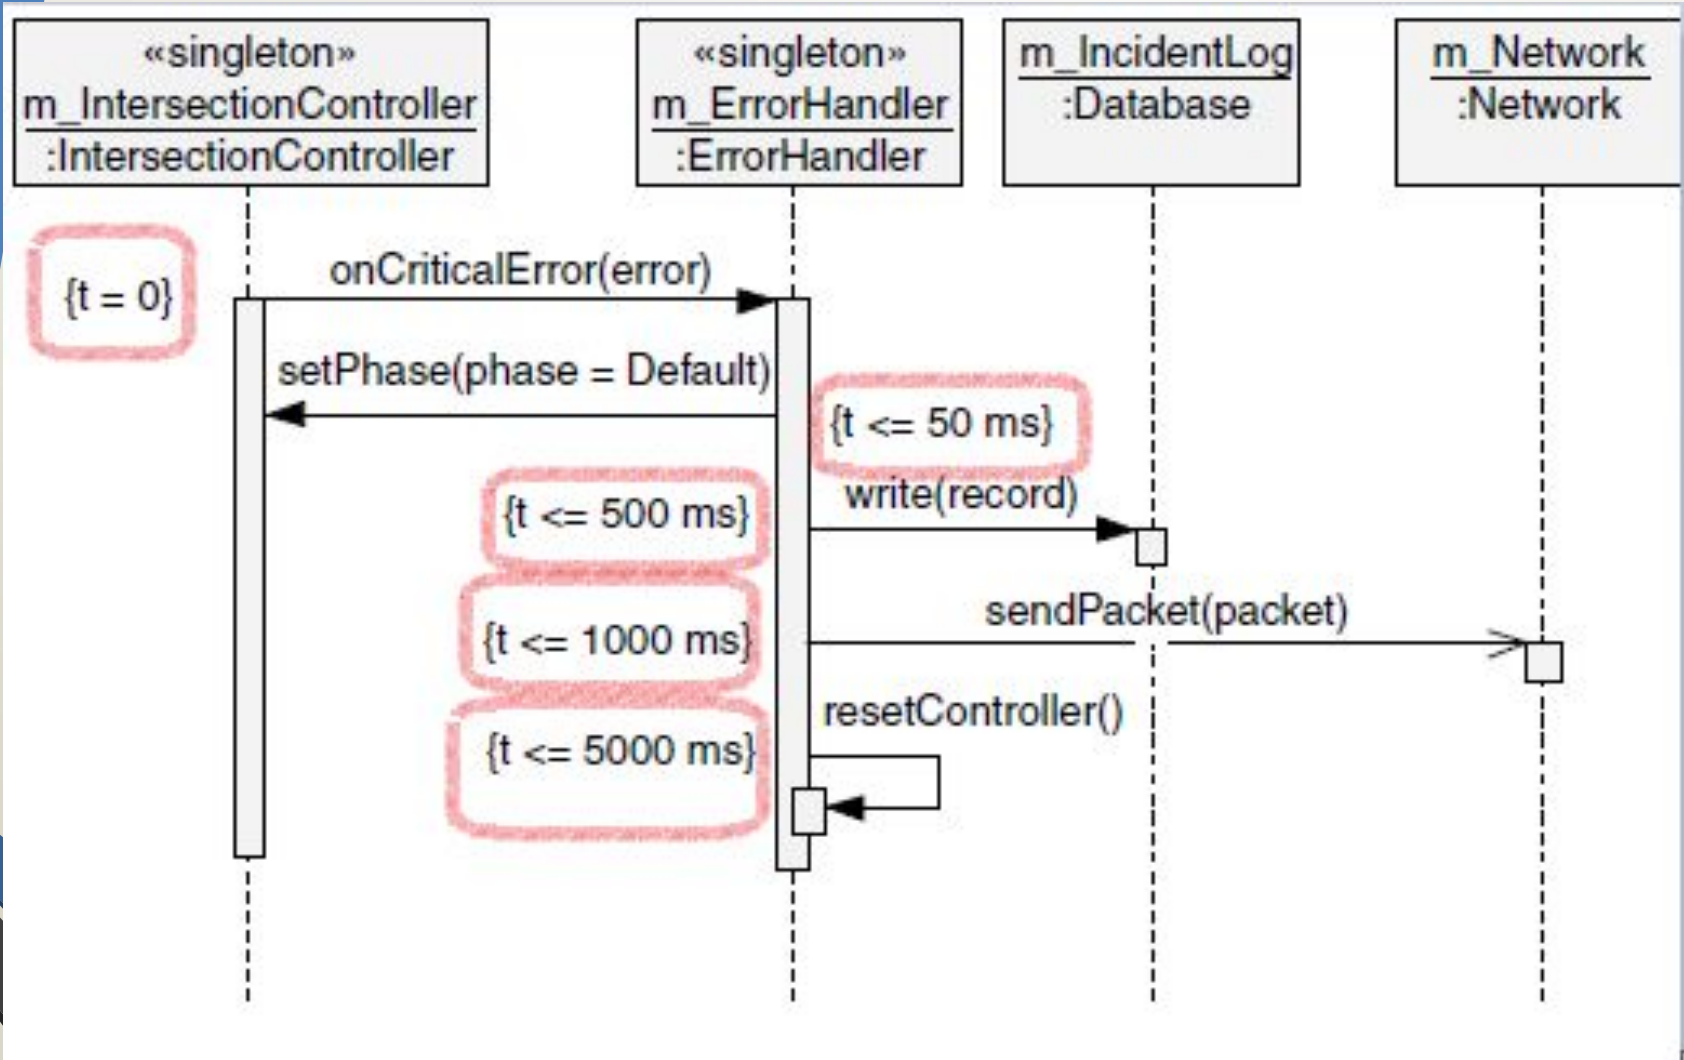 «singleton»
m_IntersectionController
:IntersectionController
«singleton»
m_ErrorHandler
:ErrorHandler
m_IncidentLog
:Database
m_Network
:Network
{t = 0}
onCriticalError(error)
setPhase(phase = Default)
{t <= 50 ms}
{t <= 500 ms}
write(record)
{t <= 1000 ms}
sendPacket(packet)
{t <= 5000 ms}
resetController()